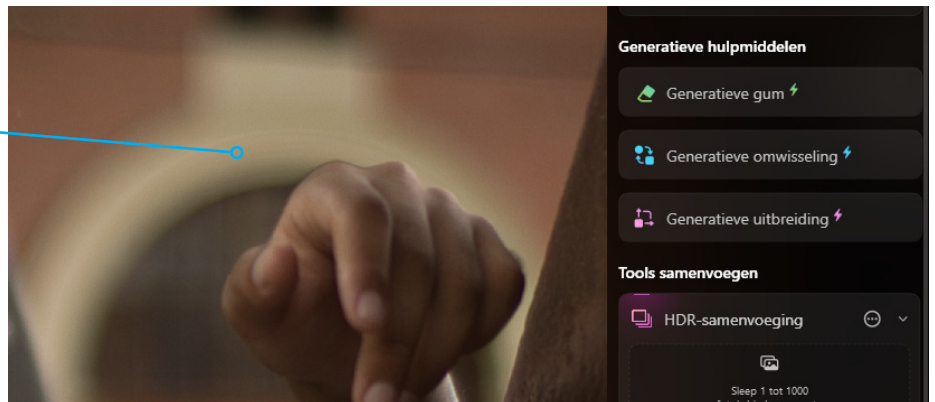 Generatieve hulpmiddelen
Generatieve gum
Generatieve omwisseling
Generatieve uitbreiding
Tools samenvoegen
HDR-samenvoeging
Sleep 1 tot 1000